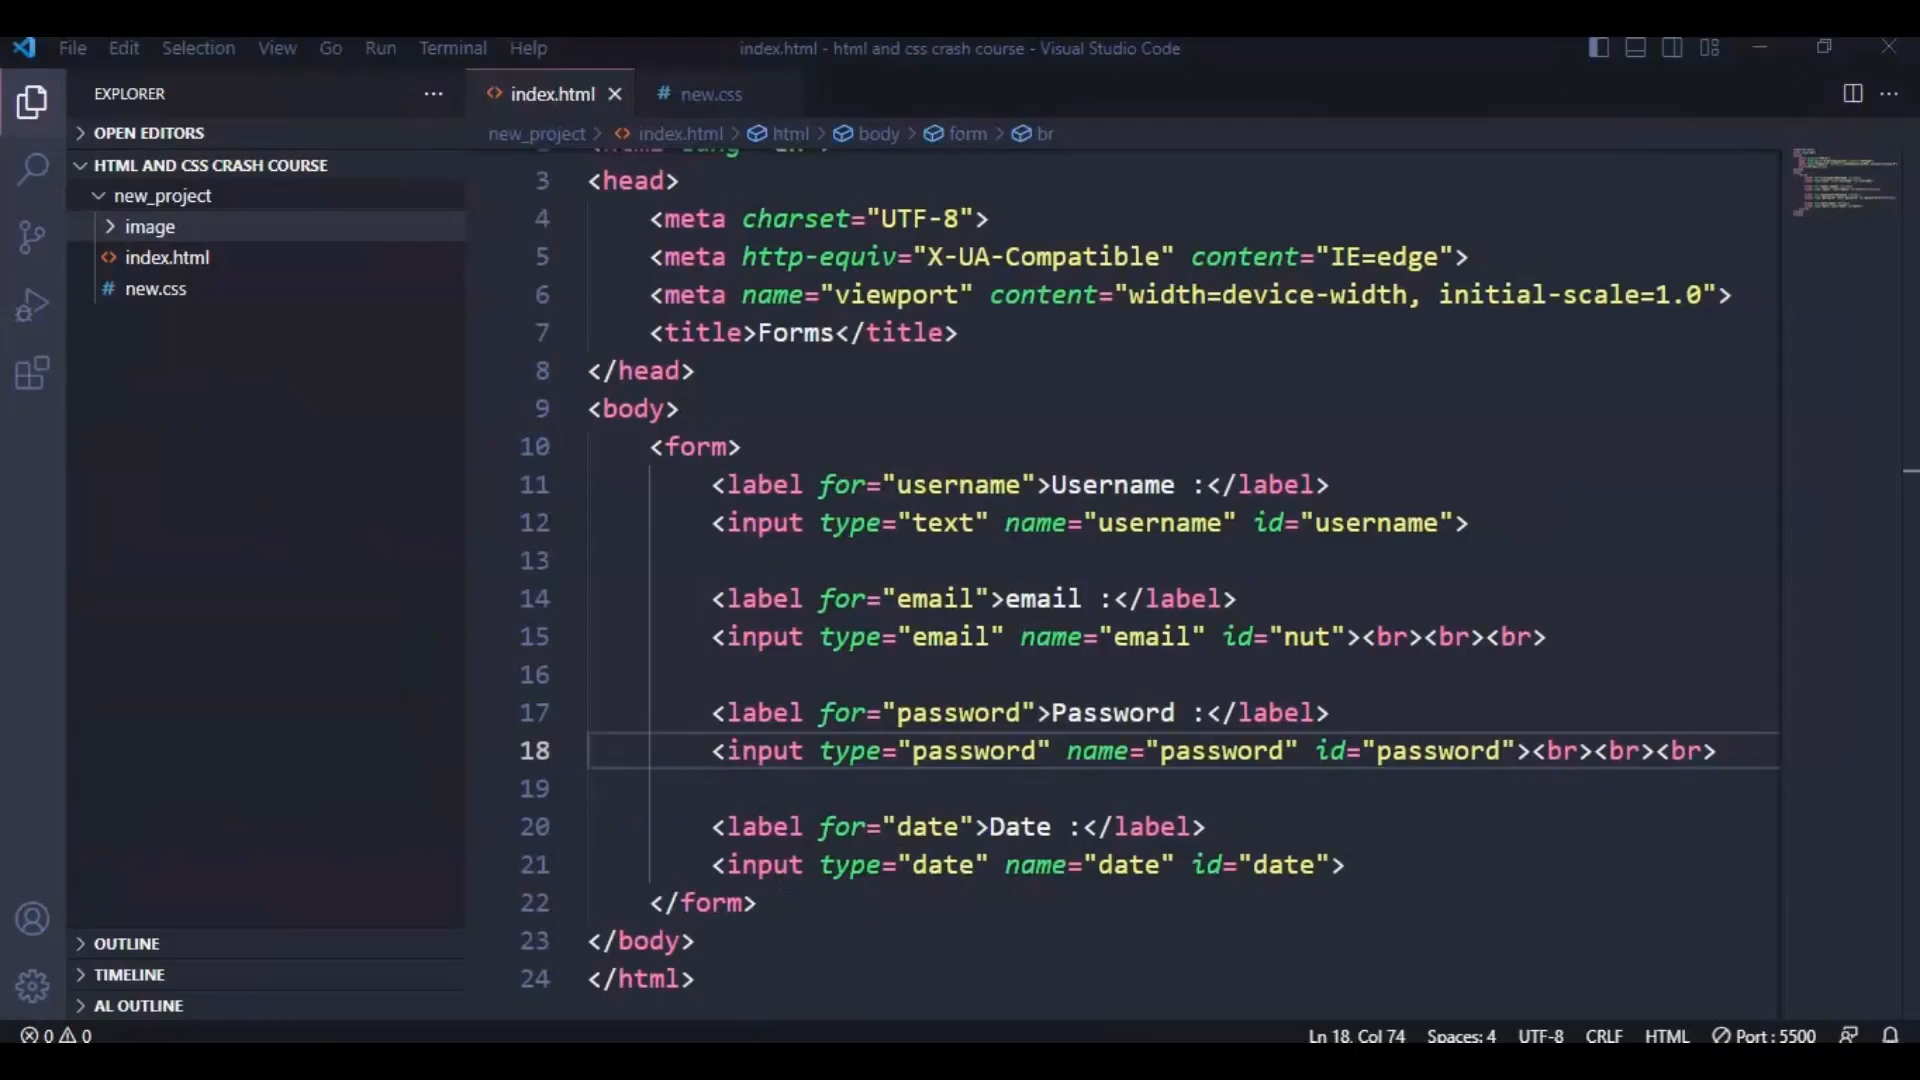 File Edit Selection View Go Run Terminal Help
index.html - html and css crash course - Visual Studio Code
EXPLORER
OPEN EDITORS
HTML AND CSS CRASH COURSE
new_project
image
index.html
new.css
OUTLINE
TIMELINE
AL OUTLINE
index.html
# new.css
new_project > index.html > html > body > form > br
3 <head>
4 <meta charset="UTF-8">
5 <meta http-equiv="X-UA-Compatible" content="IE=edge">
6 <meta name="viewport" content="width=device-width, initial-scale=1.0">
7 <title>Forms</title>
8 </head>
9 <body>
10 <form>
11 <label for="username">Username :</label>
12 <input type="text" name="username" id="username">
13
14 <label for="email">email :</label>
15 <input type="email" name="email" id="nut"><br><br><br>
16
17 <label for="password">Password :</label>
18 <input type="password" name="password" id="password"><br><br><br>
19
20 <label for="date">Date :</label>
21 <input type="date" name="date" id="date">
22 </form>
23 </body>
24 </html>
0 0
Ln 18, Col 74 Spaces: 4 UTF-8 CRLF HTML Port : 5500